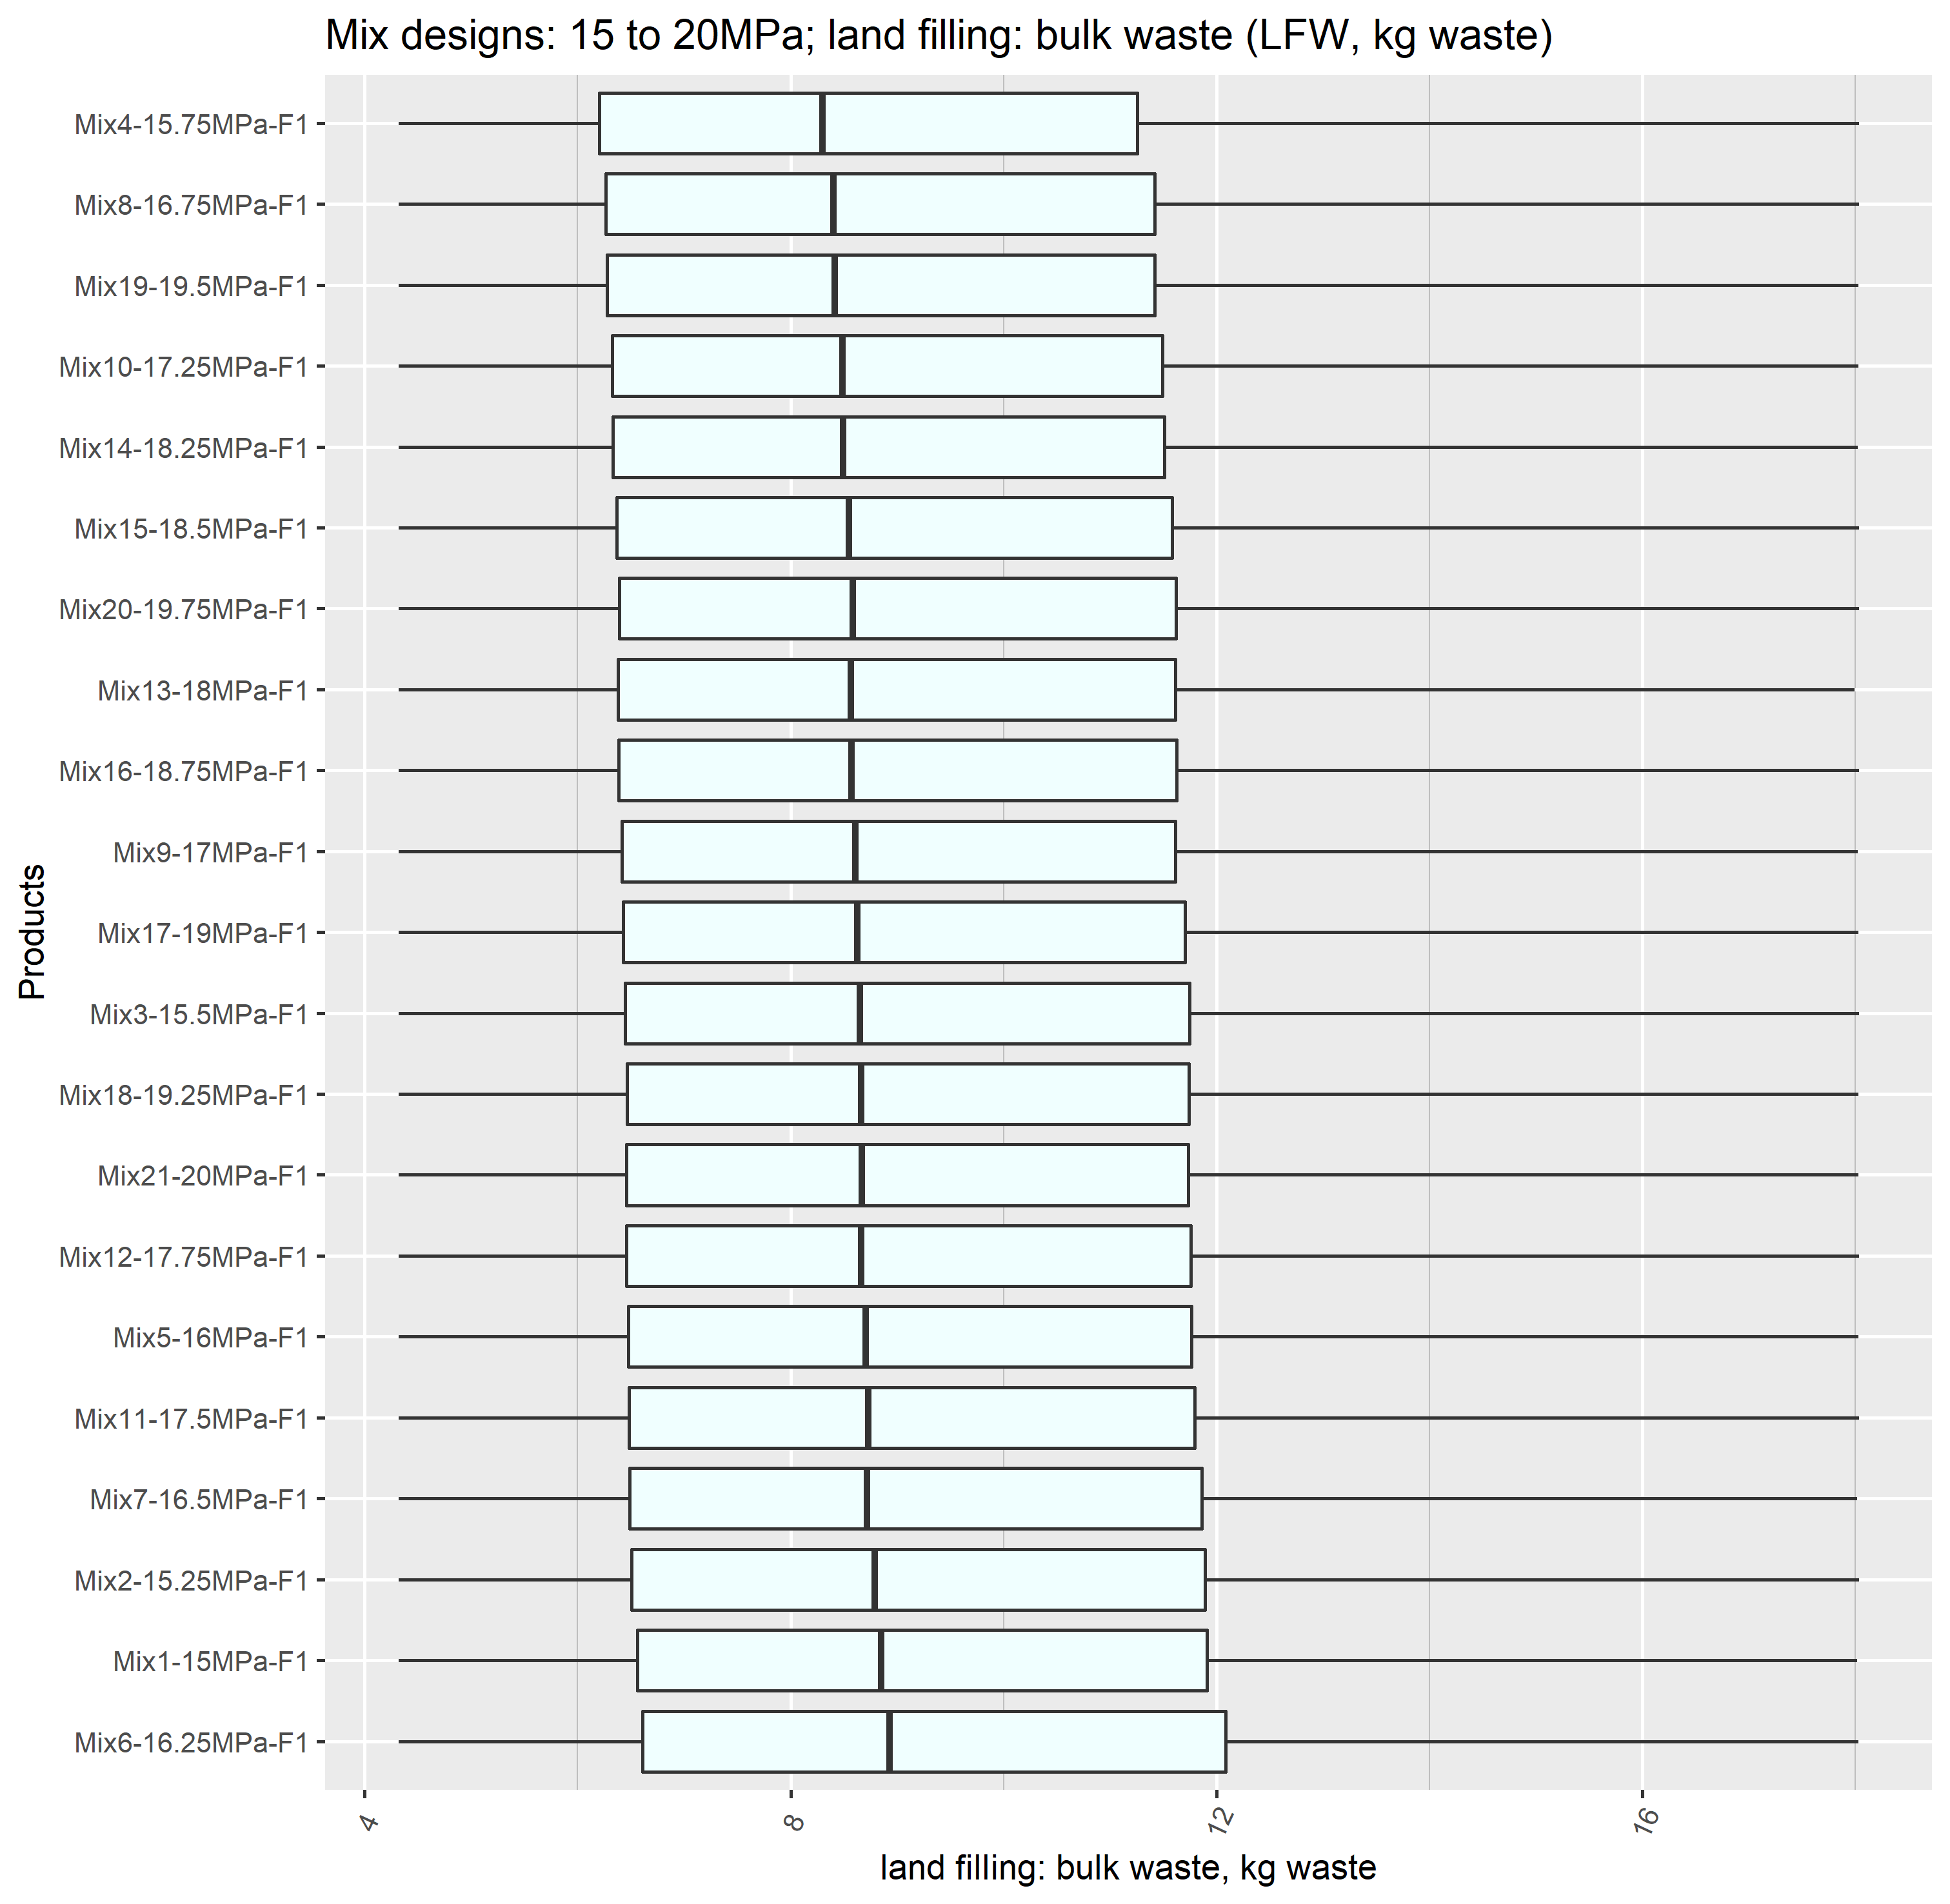 Mix designs: 15 to 20MPa; land filling: bulk waste (LFW, kg waste)
Mix4-15.75MPa-F1
Mix8-16.75MPa-F1
Mix19-19.5MPa-F1
Mix10-17.25MPa-F1
Mix14-18.25MPa-F1
Mix15-18.5MPa-F1
Mix20-19.75MPa-F1
Mix13-18MPa-F1
Mix16-18.75MPa-F1
Mix9-17MPa-F1
Mix17-19MPa-F1
Mix3-15.5MPa-F1
Mix18-19.25MPa-F1
Mix21-20MPa-F1
Mix12-17.75MPa-F1
Mix5-16MPa-F1
Mix11-17.5MPa-F1
Mix7-16.5MPa-F1
Mix2-15.25MPa-F1
Mix1-15MPa-F1
Mix6-16.25MPa-F1
Products
4 8 12 16
land filling: bulk waste, kg waste